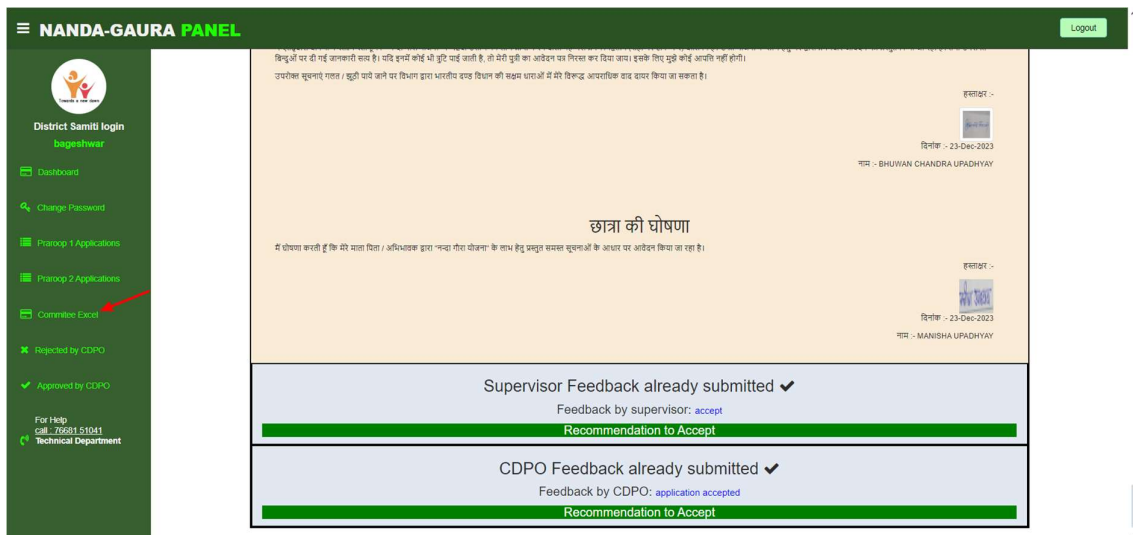 ≡ NANDA-GAURA PANEL
Logout
Towards a new dawn
District Samiti login
bageshwar
Dashboard
Change Password
Praroop 1 Applications
Praroop 2 Applications
Commitee Excel
Rejected by CDPO
Approved by CDPO
For Help
call : 76681 51041
Technical Department
बिन्दुओं पर दी गई जानकारी सत्य है। यदि इनमें कोई भी त्रुटि पाई जाती है, तो मेरी पुत्री का आवेदन पत्र निरस्त कर दिया जाय। इसके लिए मुझे कोई आपत्ति नहीं होगी।
उपरोक्त सूचनाएं गलत / झूठी पाये जाने पर विभाग द्वारा भारतीय दण्ड विधान की सक्षम धाराओं में मेरे विरूद्ध आपराधिक वाद दायर किया जा सकता है।
हस्ताक्षर :-
दिनांक :- 23-Dec-2023
नाम :- BHUWAN CHANDRA UPADHYAY
छात्रा की घोषणा
मैं घोषणा करती हूँ कि मेरे माता पिता / अभिभावक द्वारा "नन्दा गौरा योजना" के लाभ हेतु प्रस्तुत समस्त सूचनाओं के आधार पर आवेदन किया जा रहा है।
हस्ताक्षर :-
दिनांक :- 23-Dec-2023
नाम :- MANISHA UPADHYAY
Supervisor Feedback already submitted ✔
Feedback by supervisor: accept
Recommendation to Accept
CDPO Feedback already submitted ✔
Feedback by CDPO: application accepted
Recommendation to Accept